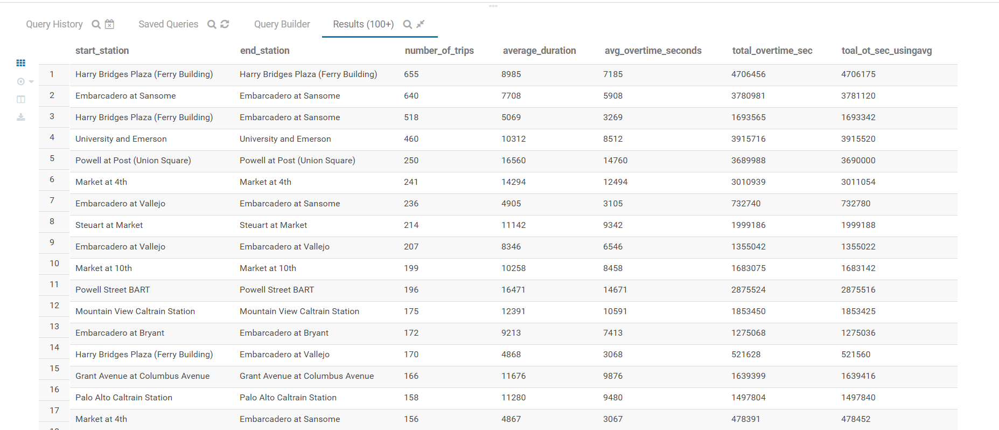 Query History Saved Queries Query Builder Results (100+)
start_station end_station number_of_trips average_duration avg_overtime_seconds total_overtime_sec toal_ot_sec_usingavg
1 Harry Bridges Plaza (Ferry Building) Harry Bridges Plaza (Ferry Building) 655 8985 7185 4706456 4706175
2 Embarcadero at Sansome Embarcadero at Sansome 640 7708 5908 3780981 3781120
3 Harry Bridges Plaza (Ferry Building) Embarcadero at Sansome 518 5069 3269 1693565 1693342
4 University and Emerson University and Emerson 460 10312 8512 3915716 3915520
5 Powell at Post (Union Square) Powell at Post (Union Square) 250 16560 14760 3689988 3690000
6 Market at 4th Market at 4th 241 14294 12494 3010939 3011054
7 Embarcadero at Vallejo Embarcadero at Sansome 236 4905 3105 732740 732780
8 Steuart at Market Steuart at Market 214 11142 9342 1999186 1999188
9 Embarcadero at Vallejo Embarcadero at Vallejo 207 8346 6546 1355042 1355022
10 Market at 10th Market at 10th 199 10258 8458 1683075 1683142
11 Powell Street BART Powell Street BART 196 16471 14671 2875524 2875516
12 Mountain View Caltrain Station Mountain View Caltrain Station 175 12391 10591 1853450 1853425
13 Embarcadero at Bryant Embarcadero at Bryant 172 9213 7413 1275068 1275036
14 Harry Bridges Plaza (Ferry Building) Embarcadero at Vallejo 170 4868 3068 521628 521560
15 Grant Avenue at Columbus Avenue Grant Avenue at Columbus Avenue 166 11676 9876 1639399 1639416
16 Palo Alto Caltrain Station Palo Alto Caltrain Station 158 11280 9480 1497804 1497840
17 Market at 4th Embarcadero at Sansome 156 4867 3067 478391 478452